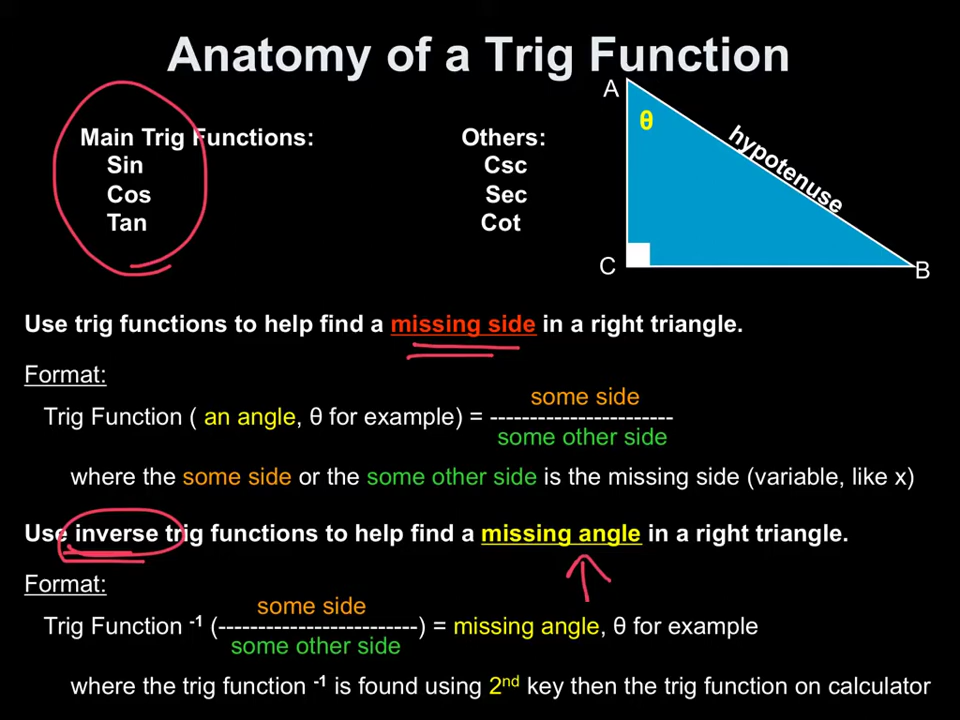 Anatomy of a Trig Function
A
θ
hypotenuse
C
B
Main Trig Functions:
Sin
Cos
Tan
Others:
Csc
Sec
Cot
Use trig functions to help find a missing side in a right triangle.
Format:
some side
Trig Function ( an angle, θ for example) = -----------------------
some other side
where the some side or the some other side is the missing side (variable, like x)
Use inverse trig functions to help find a missing angle in a right triangle.
Format:
some side
Trig Function -1 (-------------------------) = missing angle, θ for example
some other side
where the trig function -1 is found using 2nd key then the trig function on calculator